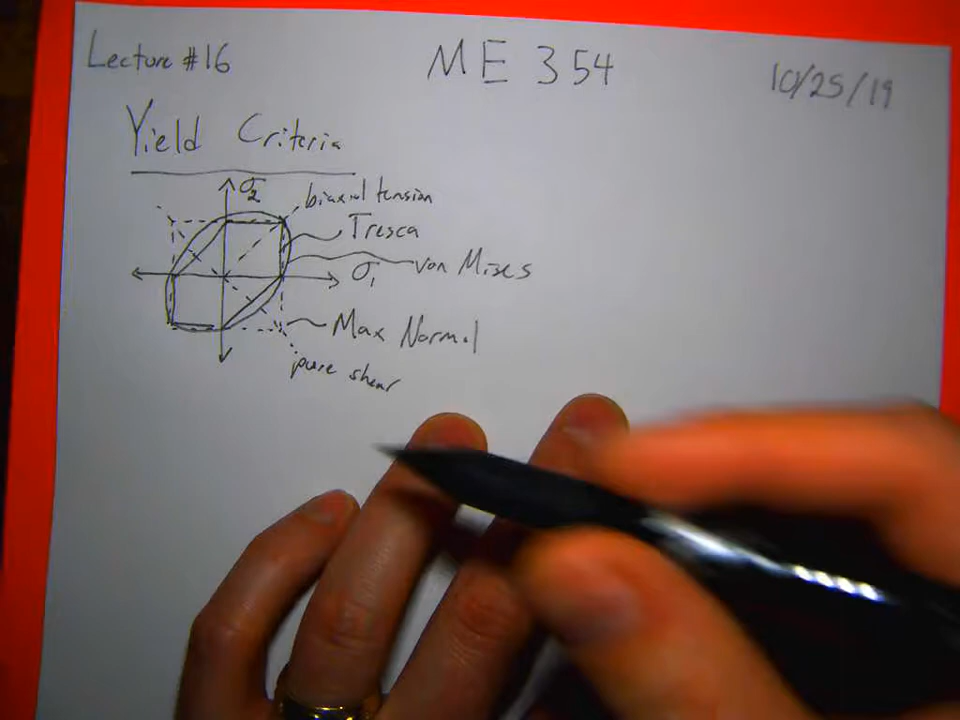 Lecture #16
ME 354
10/25/19
Yield Criteria
σ2
biaxial tension
Tresca
σ1
von Mises
Max Normal
pure shear